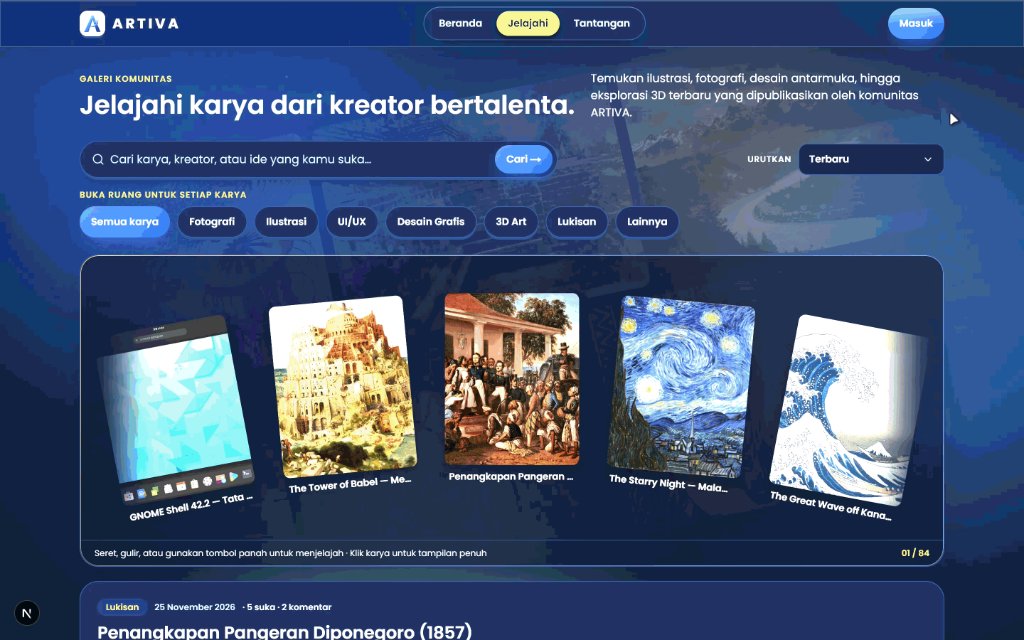 ARTIVA
Beranda
Jelajahi
Tantangan
Masuk
GALERI KOMUNITAS
Jelajahi karya dari kreator bertalenta.
Temukan ilustrasi, fotografi, desain antarmuka, hingga
eksplorasi 3D terbaru yang dipublikasikan oleh komunitas
ARTIVA.
Cari karya, kreator, atau ide yang kamu suka...
Cari →
URUTKAN
Terbaru
BUKA RUANG UNTUK SETIAP KARYA
Semua karya
Fotografi
Ilustrasi
UI/UX
Desain Grafis
3D Art
Lukisan
Lainnya
GNOME Shell 42.2 — Tata ...
The Tower of Babel — Me...
Penangkapan Pangeran ...
The Starry Night — Mala...
The Great Wave off Kana...
Seret, gulir, atau gunakan tombol panah untuk menjelajah · Klik karya untuk tampilan penuh
01 / 84
Lukisan
25 November 2026 · 5 suka · 2 komentar
Penangkapan Pangeran Diponegoro (1857)
N